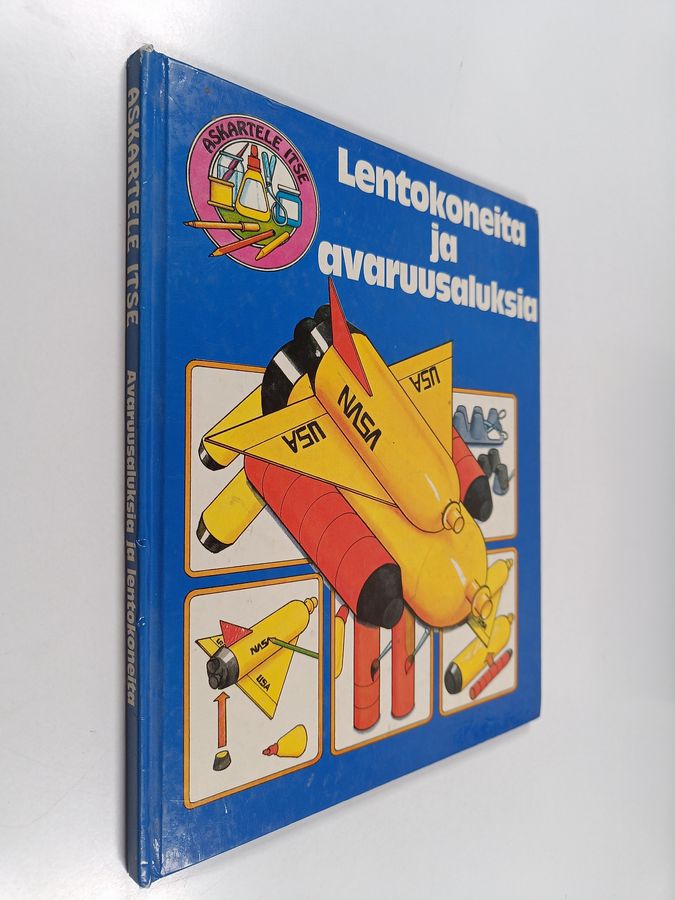 ASKARTELE ITSE Avaruusaluksia ja lentokoneita
ASKARTELE ITSE
Lentokoneita
ja
avaruusaluksia
USA
NASA
USA
NASA
USA